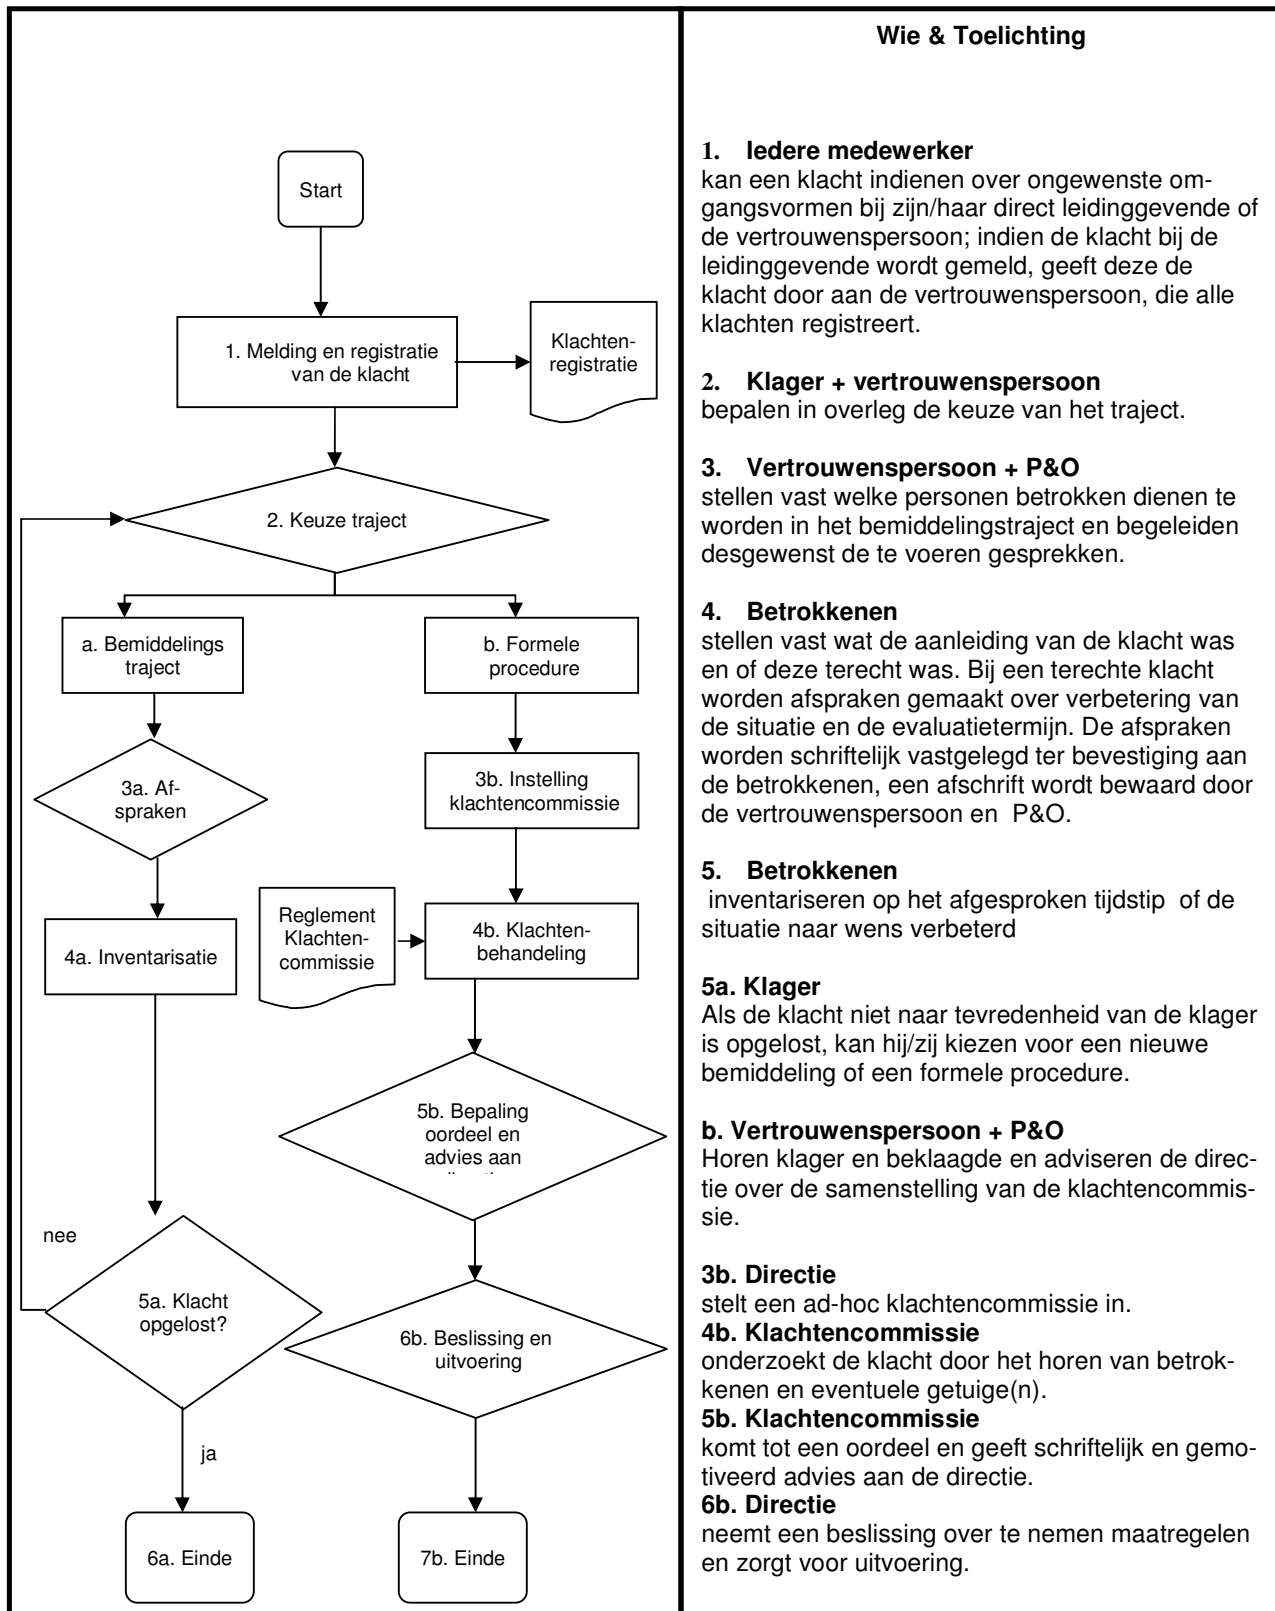 Wie & Toelichting
Start
1. Melding en registratie
van de klacht
Klachten-
registratie
2. Keuze traject
a. Bemiddelings
traject
b. Formele
procedure
3a. Af-
spraken
3b. Instelling
klachtencommissie
Reglement
Klachten-
commissie
4a. Inventarisatie
4b. Klachten-
behandeling
5b. Bepaling
oordeel en
advies aan
nee
5a. Klacht
opgelost?
6b. Beslissing en
uitvoering
ja
6a. Einde
7b. Einde
1. Iedere medewerker
kan een klacht indienen over ongewenste om-
gangsvormen bij zijn/haar direct leidinggevende of
de vertrouwenspersoon; indien de klacht bij de
leidinggevende wordt gemeld, geeft deze de
klacht door aan de vertrouwenspersoon, die alle
klachten registreert.
2. Klager + vertrouwenspersoon
bepalen in overleg de keuze van het traject.
3. Vertrouwenspersoon + P&O
stellen vast welke personen betrokken dienen te
worden in het bemiddelingstraject en begeleiden
desgewenst de te voeren gesprekken.
4. Betrokkenen
stellen vast wat de aanleiding van de klacht was
en of deze terecht was. Bij een terechte klacht
worden afspraken gemaakt over verbetering van
de situatie en de evaluatietermijn. De afspraken
worden schriftelijk vastgelegd ter bevestiging aan
de betrokkenen, een afschrift wordt bewaard door
de vertrouwenspersoon en P&O.
5. Betrokkenen
inventariseren op het afgesproken tijdstip of de
situatie naar wens verbeterd
5a. Klager
Als de klacht niet naar tevredenheid van de klager
is opgelost, kan hij/zij kiezen voor een nieuwe
bemiddeling of een formele procedure.
b. Vertrouwenspersoon + P&O
Horen klager en beklaagde en adviseren de direc-
tie over de samenstelling van de klachtencommis-
sie.
3b. Directie
stelt een ad-hoc klachtencommissie in.
4b. Klachtencommissie
onderzoekt de klacht door het horen van betrok-
kenen en eventuele getuige(n).
5b. Klachtencommissie
komt tot een oordeel en geeft schriftelijk en gemo-
tiveerd advies aan de directie.
6b. Directie
neemt een beslissing over te nemen maatregelen
en zorgt voor uitvoering.